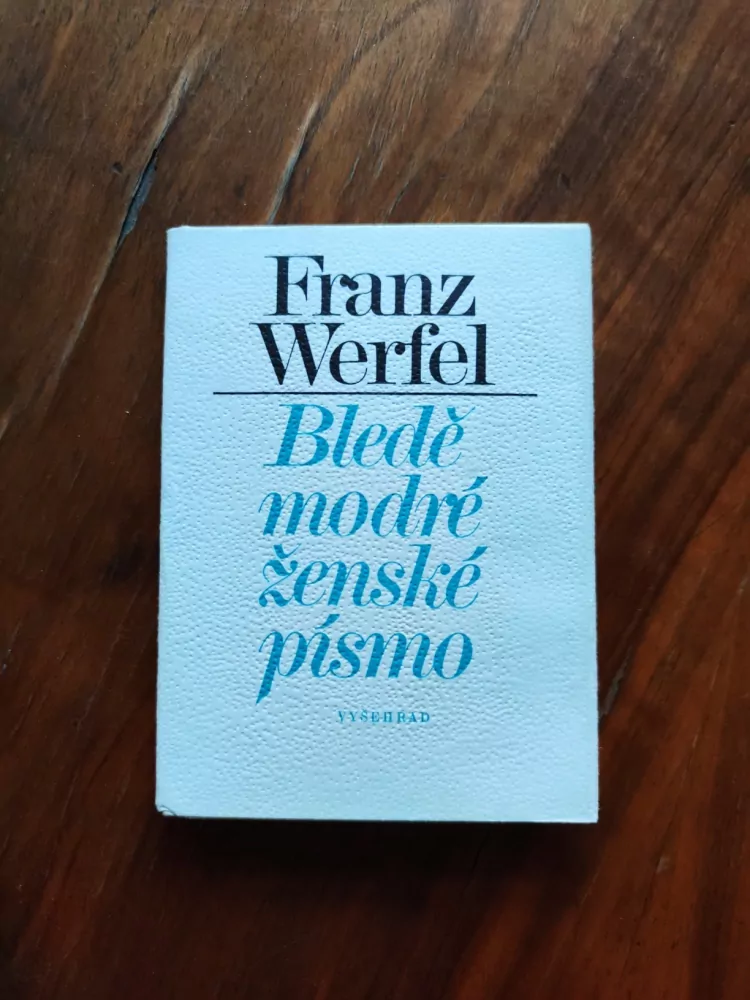 Franz
Werfel
Bledě
modré
ženské
písmo
VYŠEHRAD